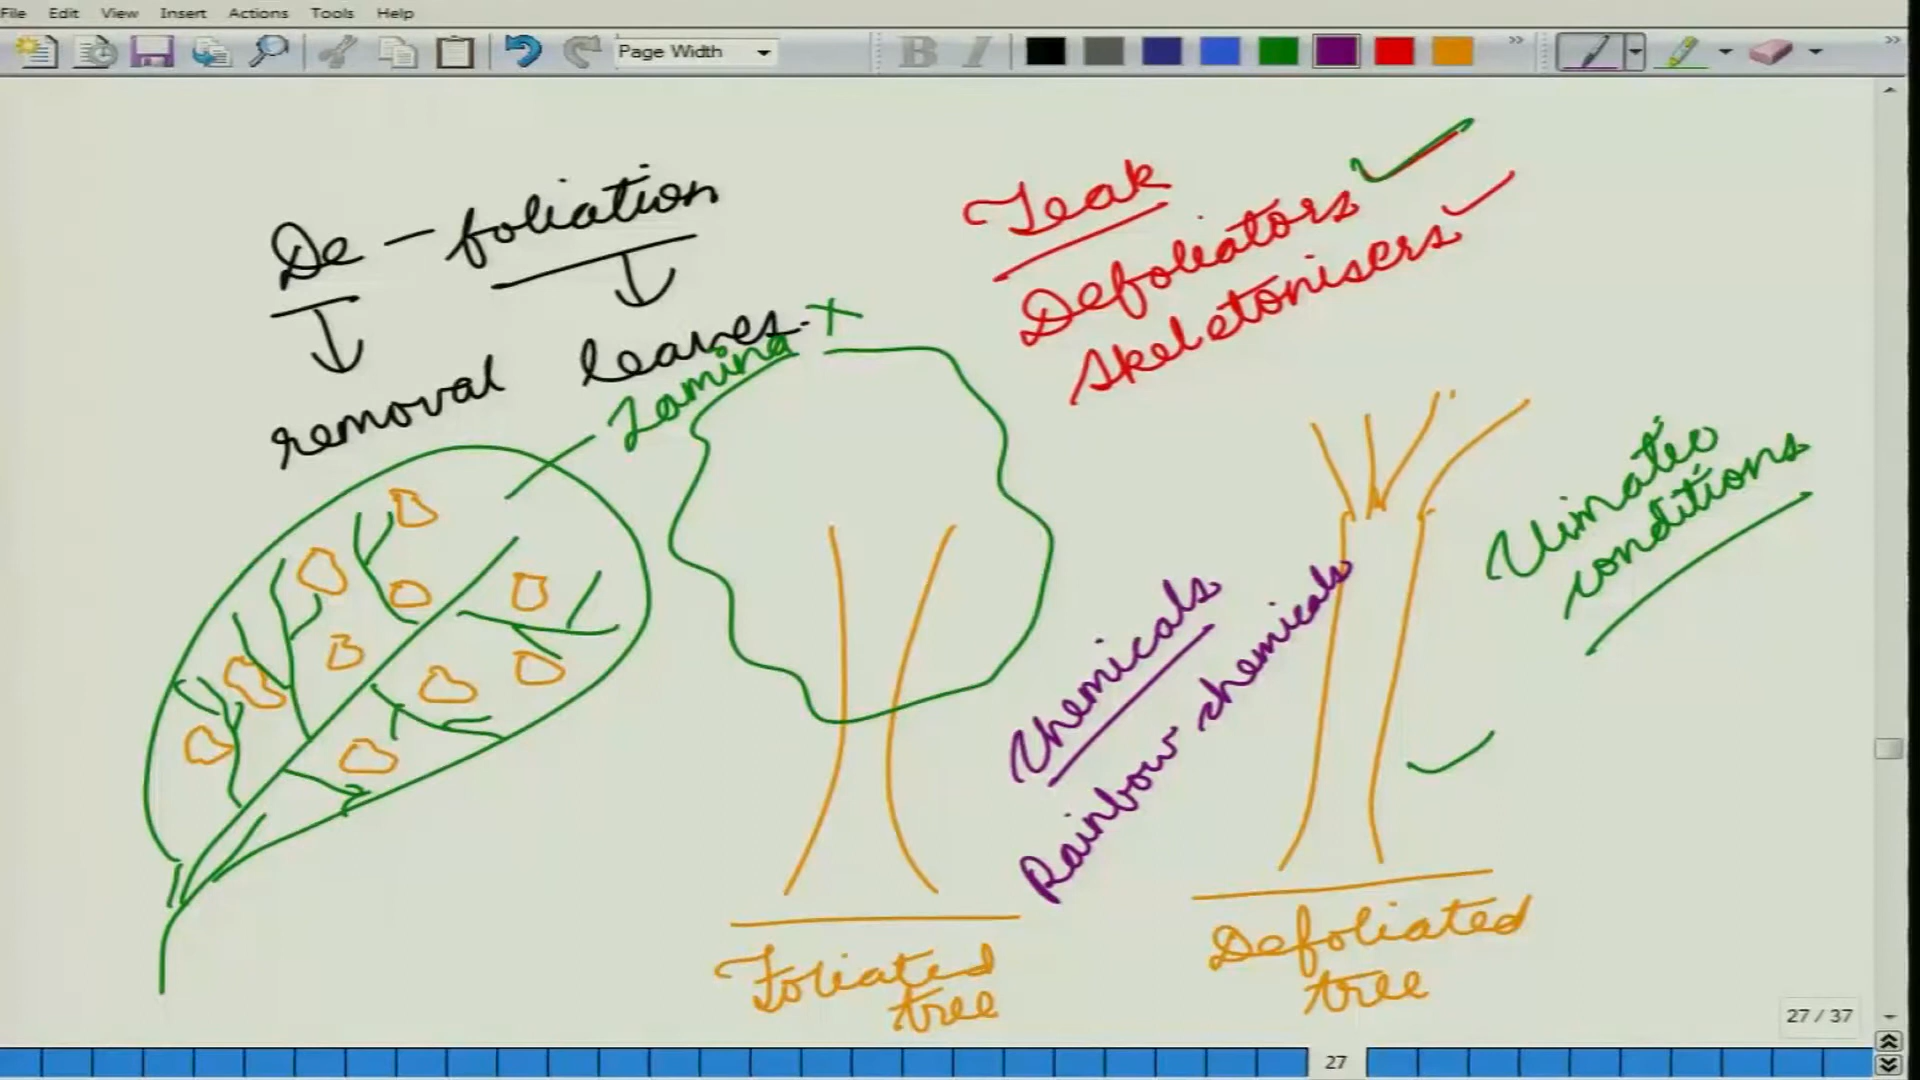 File Edit View Insert Actions Tools Help
Page Width
B I
De-foliation
removal leaves.
Lamina
Teak
Defoliators
Skeletonisers
Climatic
conditions
Chemicals
Rainbow chemicals
Foliated
tree
Defoliated
tree
27 / 37
27